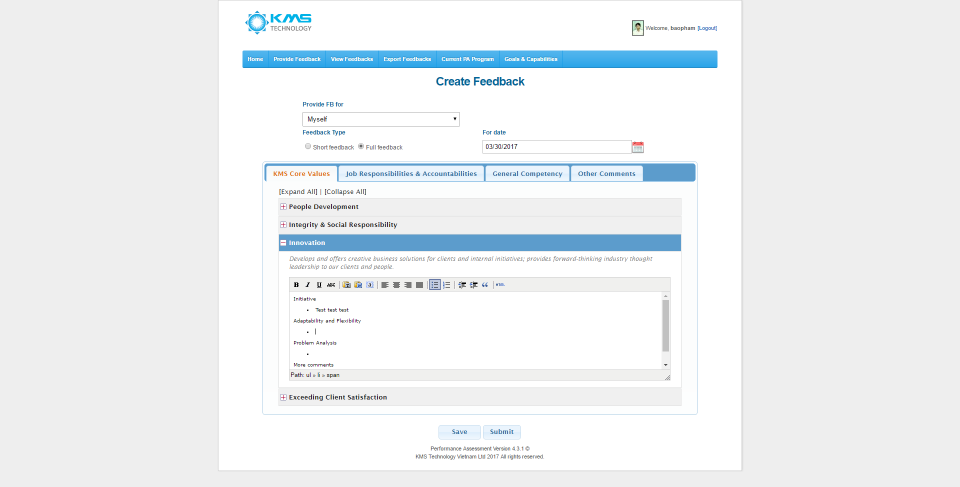 KMS
TECHNOLOGY
Welcome, baopham [Logout]
Home Provide Feedback View Feedbacks Export Feedbacks Current PA Program Goals & Capabilities
Create Feedback
Provide FB for
Myself
Feedback Type For date
Short feedback Full feedback 03/30/2017
KMS Core Values Job Responsibilities & Accountabilities General Competency Other Comments
[Expand All] | [Collapse All]
People Development
Integrity & Social Responsibility
Innovation
Develops and offers creative business solutions for clients and internal initiatives; provides forward-thinking industry thought
leadership to our clients and people.
B I U ABC HTML
Initiative
• Test test test
Adaptability and Flexibility
•
Problem Analysis
•
More comments
Path: ul » li » span
Exceeding Client Satisfaction
Save Submit
Performance Assessment Version 4.3.1 ©
KMS Technology Vietnam Ltd 2017 All rights reserved.